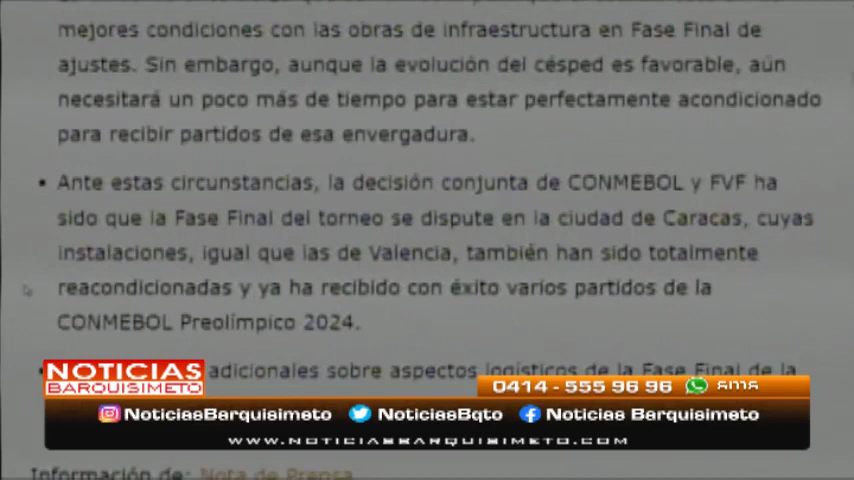 mejores condiciones con las obras de infraestructura en Fase Final de
ajustes. Sin embargo, aunque la evolución del césped es favorable, aún
necesitará un poco más de tiempo para estar perfectamente acondicionado
para recibir partidos de esa envergadura.
• Ante estas circunstancias, la decisión conjunta de CONMEBOL y FVF ha
sido que la Fase Final del torneo se dispute en la ciudad de Caracas, cuyas
instalaciones, igual que las de Valencia, también han sido totalmente
reacondicionadas y ya ha recibido con éxito varios partidos de la
CONMEBOL Preolímpico 2024.
adicionales sobre aspectos logísticos de la Fase Final de la
NOTICIAS
BARQUISIMETO
0414 - 555 96 96
NoticiasBarquisimeto NoticiasBqto Noticias Barquisimeto
WWW.NOTICIASBARQUISIMETO.COM
Información de: Nota de Prensa